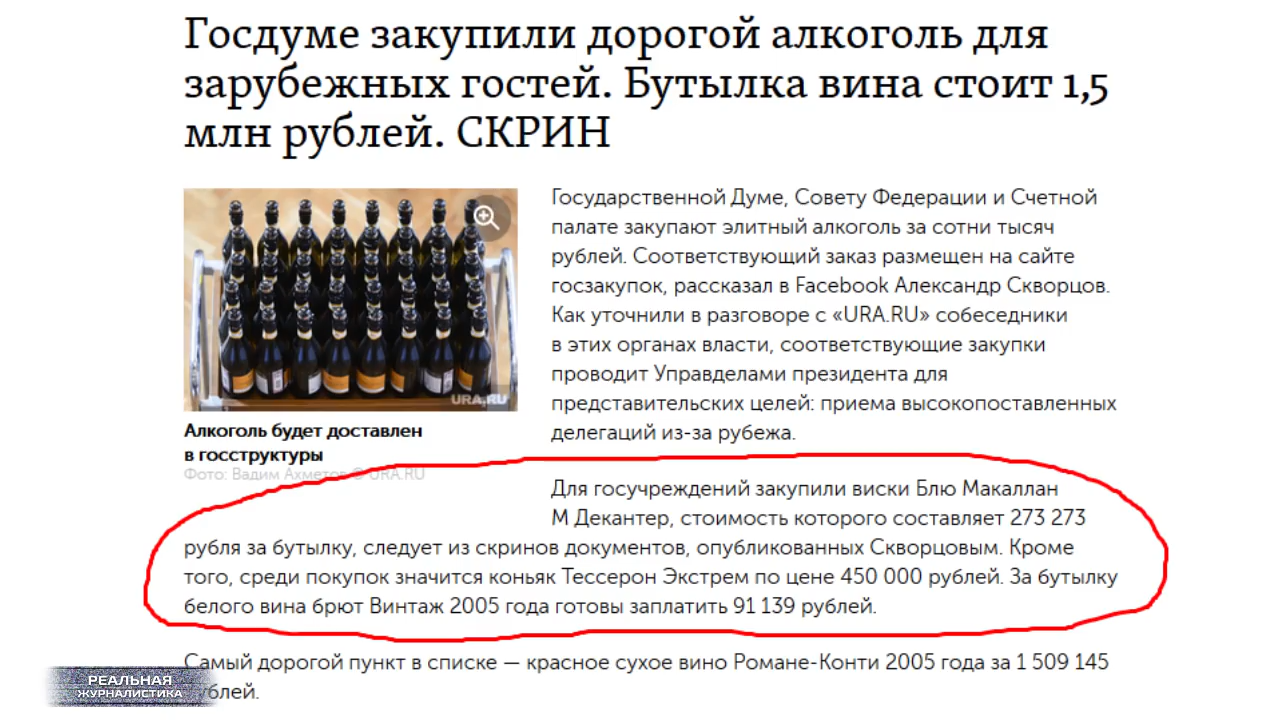 Госдуме закупили дорогой алкоголь для
зарубежных гостей. Бутылка вина стоит 1,5
млн рублей. СКРИН
URA.RU
Алкоголь будет доставлен
в госструктуры
Фото: Вадим Ахметов © URA.RU
Государственной Думе, Совету Федерации и Счетной
палате закупают элитный алкоголь за сотни тысяч
рублей. Соответствующий заказ размещен на сайте
госзакупок, рассказал в Facebook Александр Скворцов.
Как уточнили в разговоре с «URA.RU» собеседники
в этих органах власти, соответствующие закупки
проводит Управделами президента для
представительских целей: приема высокопоставленных
делегаций из-за рубежа.
Для госучреждений закупили виски Блю Макаллан
М Декантер, стоимость которого составляет 273 273
рубля за бутылку, следует из скринов документов, опубликованных Скворцовым. Кроме
того, среди покупок значится коньяк Тессерон Экстрем по цене 450 000 рублей. За бутылку
белого вина брют Винтаж 2005 года готовы заплатить 91 139 рублей.
Самый дорогой пункт в списке — красное сухое вино Романе-Конти 2005 года за 1 509 145
рублей.
РЕАЛЬНАЯ
ЖУРНАЛИСТИКА